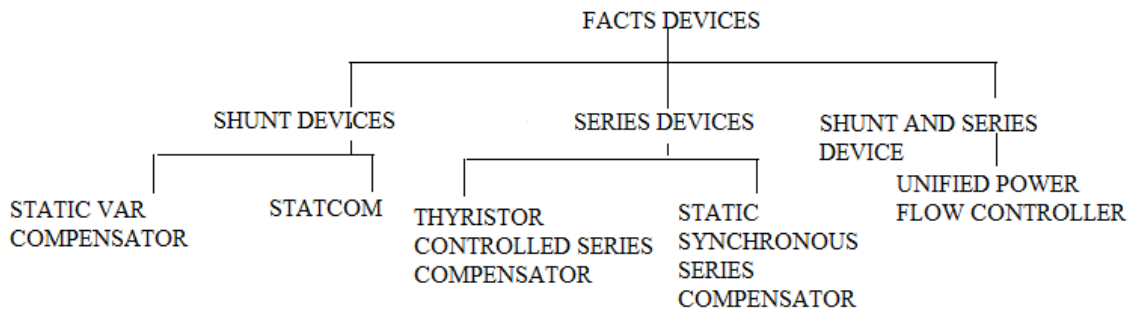 FACTS DEVICES
SHUNT DEVICES
SERIES DEVICES
SHUNT AND SERIES
DEVICE
STATIC VAR
COMPENSATOR
STATCOM
THYRISTOR
CONTROLLED SERIES
COMPENSATOR
STATIC
SYNCHRONOUS
SERIES
COMPENSATOR
UNIFIED POWER
FLOW CONTROLLER